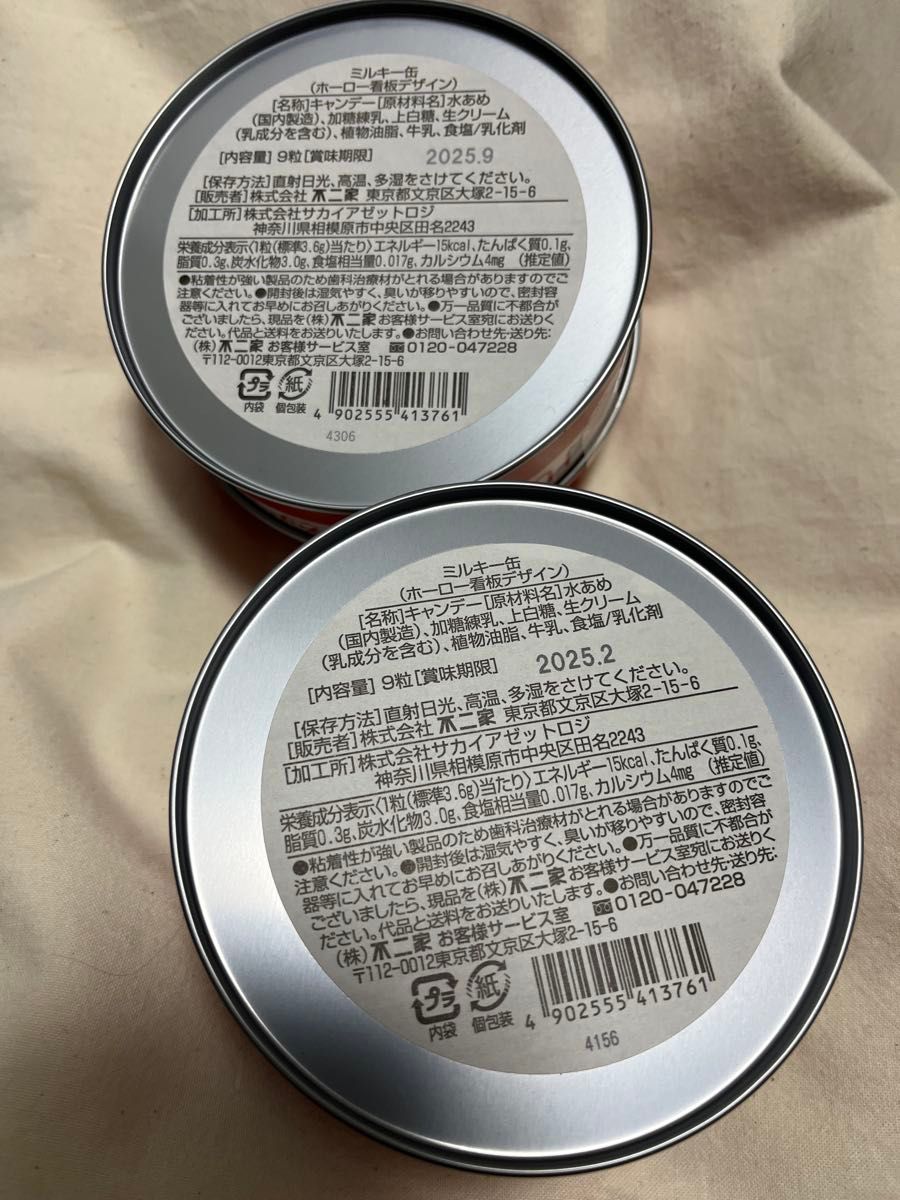 ミルキー缶
(ホーロー看板デザイン)
[名称]キャンデー[原材料名]水あめ
(国内製造)、加糖練乳、上白糖、生クリーム
(乳成分を含む)、植物油脂、牛乳、食塩/乳化剤
[内容量] 9粒[賞味期限] 2025.9
[保存方法]直射日光、高温、多湿をさけてください。
[販売者]株式会社 不二家 東京都文京区大塚2-15-6
[加工所]株式会社サカイアゼットロジ
神奈川県相模原市中央区田名2243
栄養成分表示〈1粒(標準3.6g)当たり〉エネルギー15kcal、たんぱく質0.1g、
脂質0.3g、炭水化物3.0g、食塩相当量0.017g、カルシウム4mg (推定値)
●粘着性が強い製品のため歯科治療材がとれる場合がありますのでご
注意ください。●開封後は湿気やすく、臭いが移りやすいので、密封容
器等に入れてお早めにお召しあがりください。●万一品質に不都合が
ございましたら、現品を(株)不二家お客様サービス室宛にお送りく
ださい。代品と送料をお送りいたします。●お問い合わせ先・送り先:
(株)不二家 お客様サービス室 0120-047228
〒112-0012東京都文京区大塚2-15-6
プラ 紙
内袋 個包装
4 902555 413761
4306
ミルキー缶
(ホーロー看板デザイン)
[名称]キャンデー[原材料名]水あめ
(国内製造)、加糖練乳、上白糖、生クリーム
(乳成分を含む)、植物油脂、牛乳、食塩/乳化剤
[内容量] 9粒[賞味期限] 2025.2
[保存方法]直射日光、高温、多湿をさけてください。
[販売者]株式会社 不二家 東京都文京区大塚2-15-6
[加工所]株式会社サカイアゼットロジ
神奈川県相模原市中央区田名2243
栄養成分表示〈1粒(標準3.6g)当たり〉エネルギー15kcal、たんぱく質0.1g、
脂質0.3g、炭水化物3.0g、食塩相当量0.017g、カルシウム4mg (推定値)
●粘着性が強い製品のため歯科治療材がとれる場合がありますのでご
注意ください。●開封後は湿気やすく、臭いが移りやすいので、密封容
器等に入れてお早めにお召しあがりください。●万一品質に不都合が
ございましたら、現品を(株)不二家お客様サービス室宛にお送りく
ださい。代品と送料をお送りいたします。●お問い合わせ先・送り先:
(株)不二家 お客様サービス室 0120-047228
〒112-0012東京都文京区大塚2-15-6
プラ 紙
内袋 個包装
4 902555 413761
4156